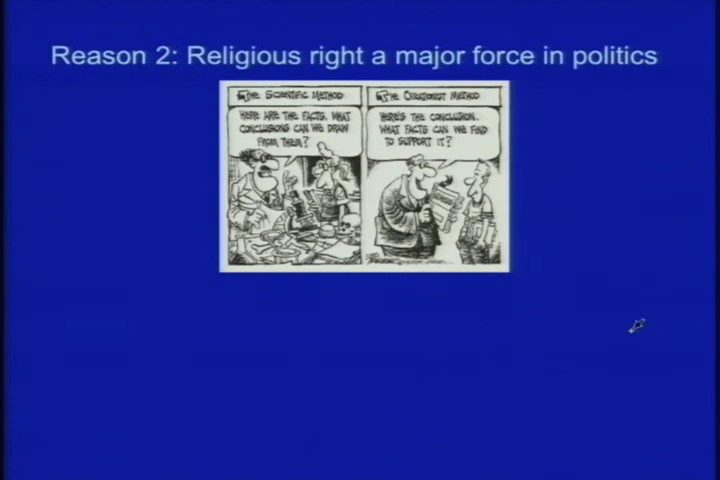 Reason 2: Religious right a major force in politics
The Scientific Method
Here are the facts. What
conclusions can we draw
from them?
The Creationist Method
Here's the conclusion.
What facts can we find
to support it?